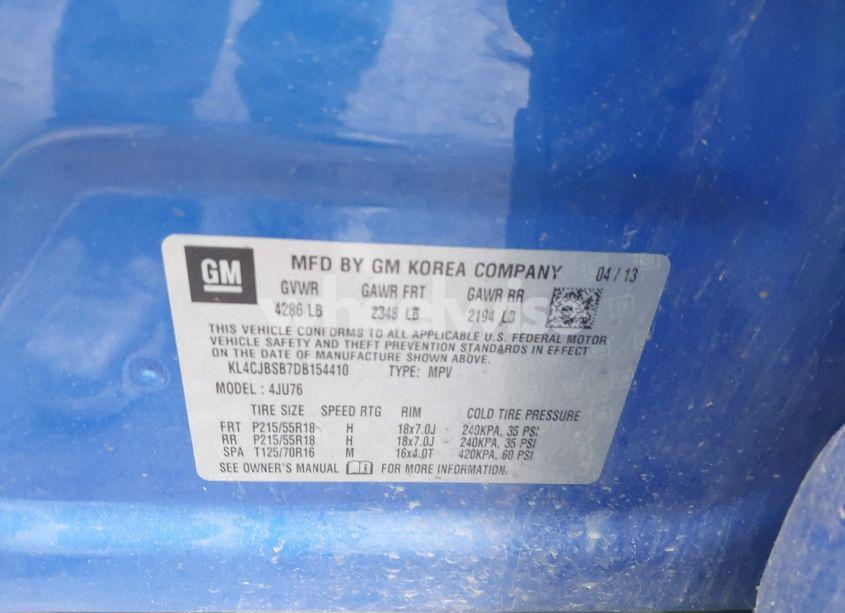 GM
MFD BY GM KOREA COMPANY 04 / 13
GVWR GAWR FRT GAWR RR
4286 LB 2348 LB 2194 LB
THIS VEHICLE CONFORMS TO ALL APPLICABLE U.S. FEDERAL MOTOR
VEHICLE SAFETY AND THEFT PREVENTION STANDARDS IN EFFECT
ON THE DATE OF MANUFACTURE SHOWN ABOVE.
KL4CJBSB7DB154410 TYPE: MPV
MODEL : 4JU76
TIRE SIZE SPEED RTG RIM COLD TIRE PRESSURE
FRT P215/55R18 H 18x7.0J 240KPA, 35 PSI
RR P215/55R18 H 18x7.0J 240KPA, 35 PSI
SPA T125/70R16 M 16x4.0T 420KPA, 60 PSI
SEE OWNER'S MANUAL FOR MORE INFORMATION.